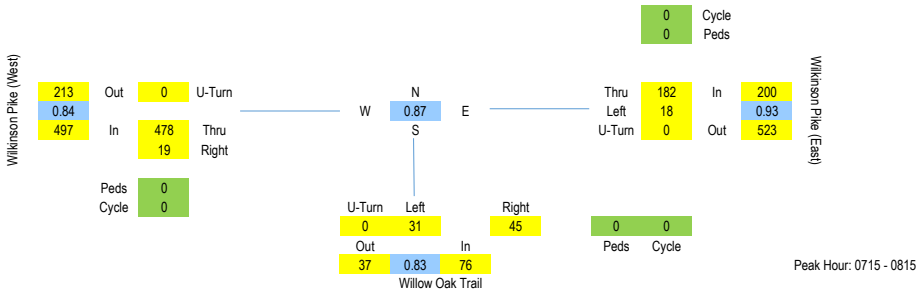 0 Cycle
0 Peds
Wilkinson Pike (West)
213 Out 0 U-Turn
0.84
497 In 478 Thru
19 Right
N
W 0.87 E
S
Thru 182 In 200
Left 18 0.93
U-Turn 0 Out 523
Wilkinson Pike (East)
Peds 0
Cycle 0
U-Turn Left Right
0 31 45
0 0
Out In
Peds Cycle
37 0.83 76
Willow Oak Trail
Peak Hour: 0715 - 0815